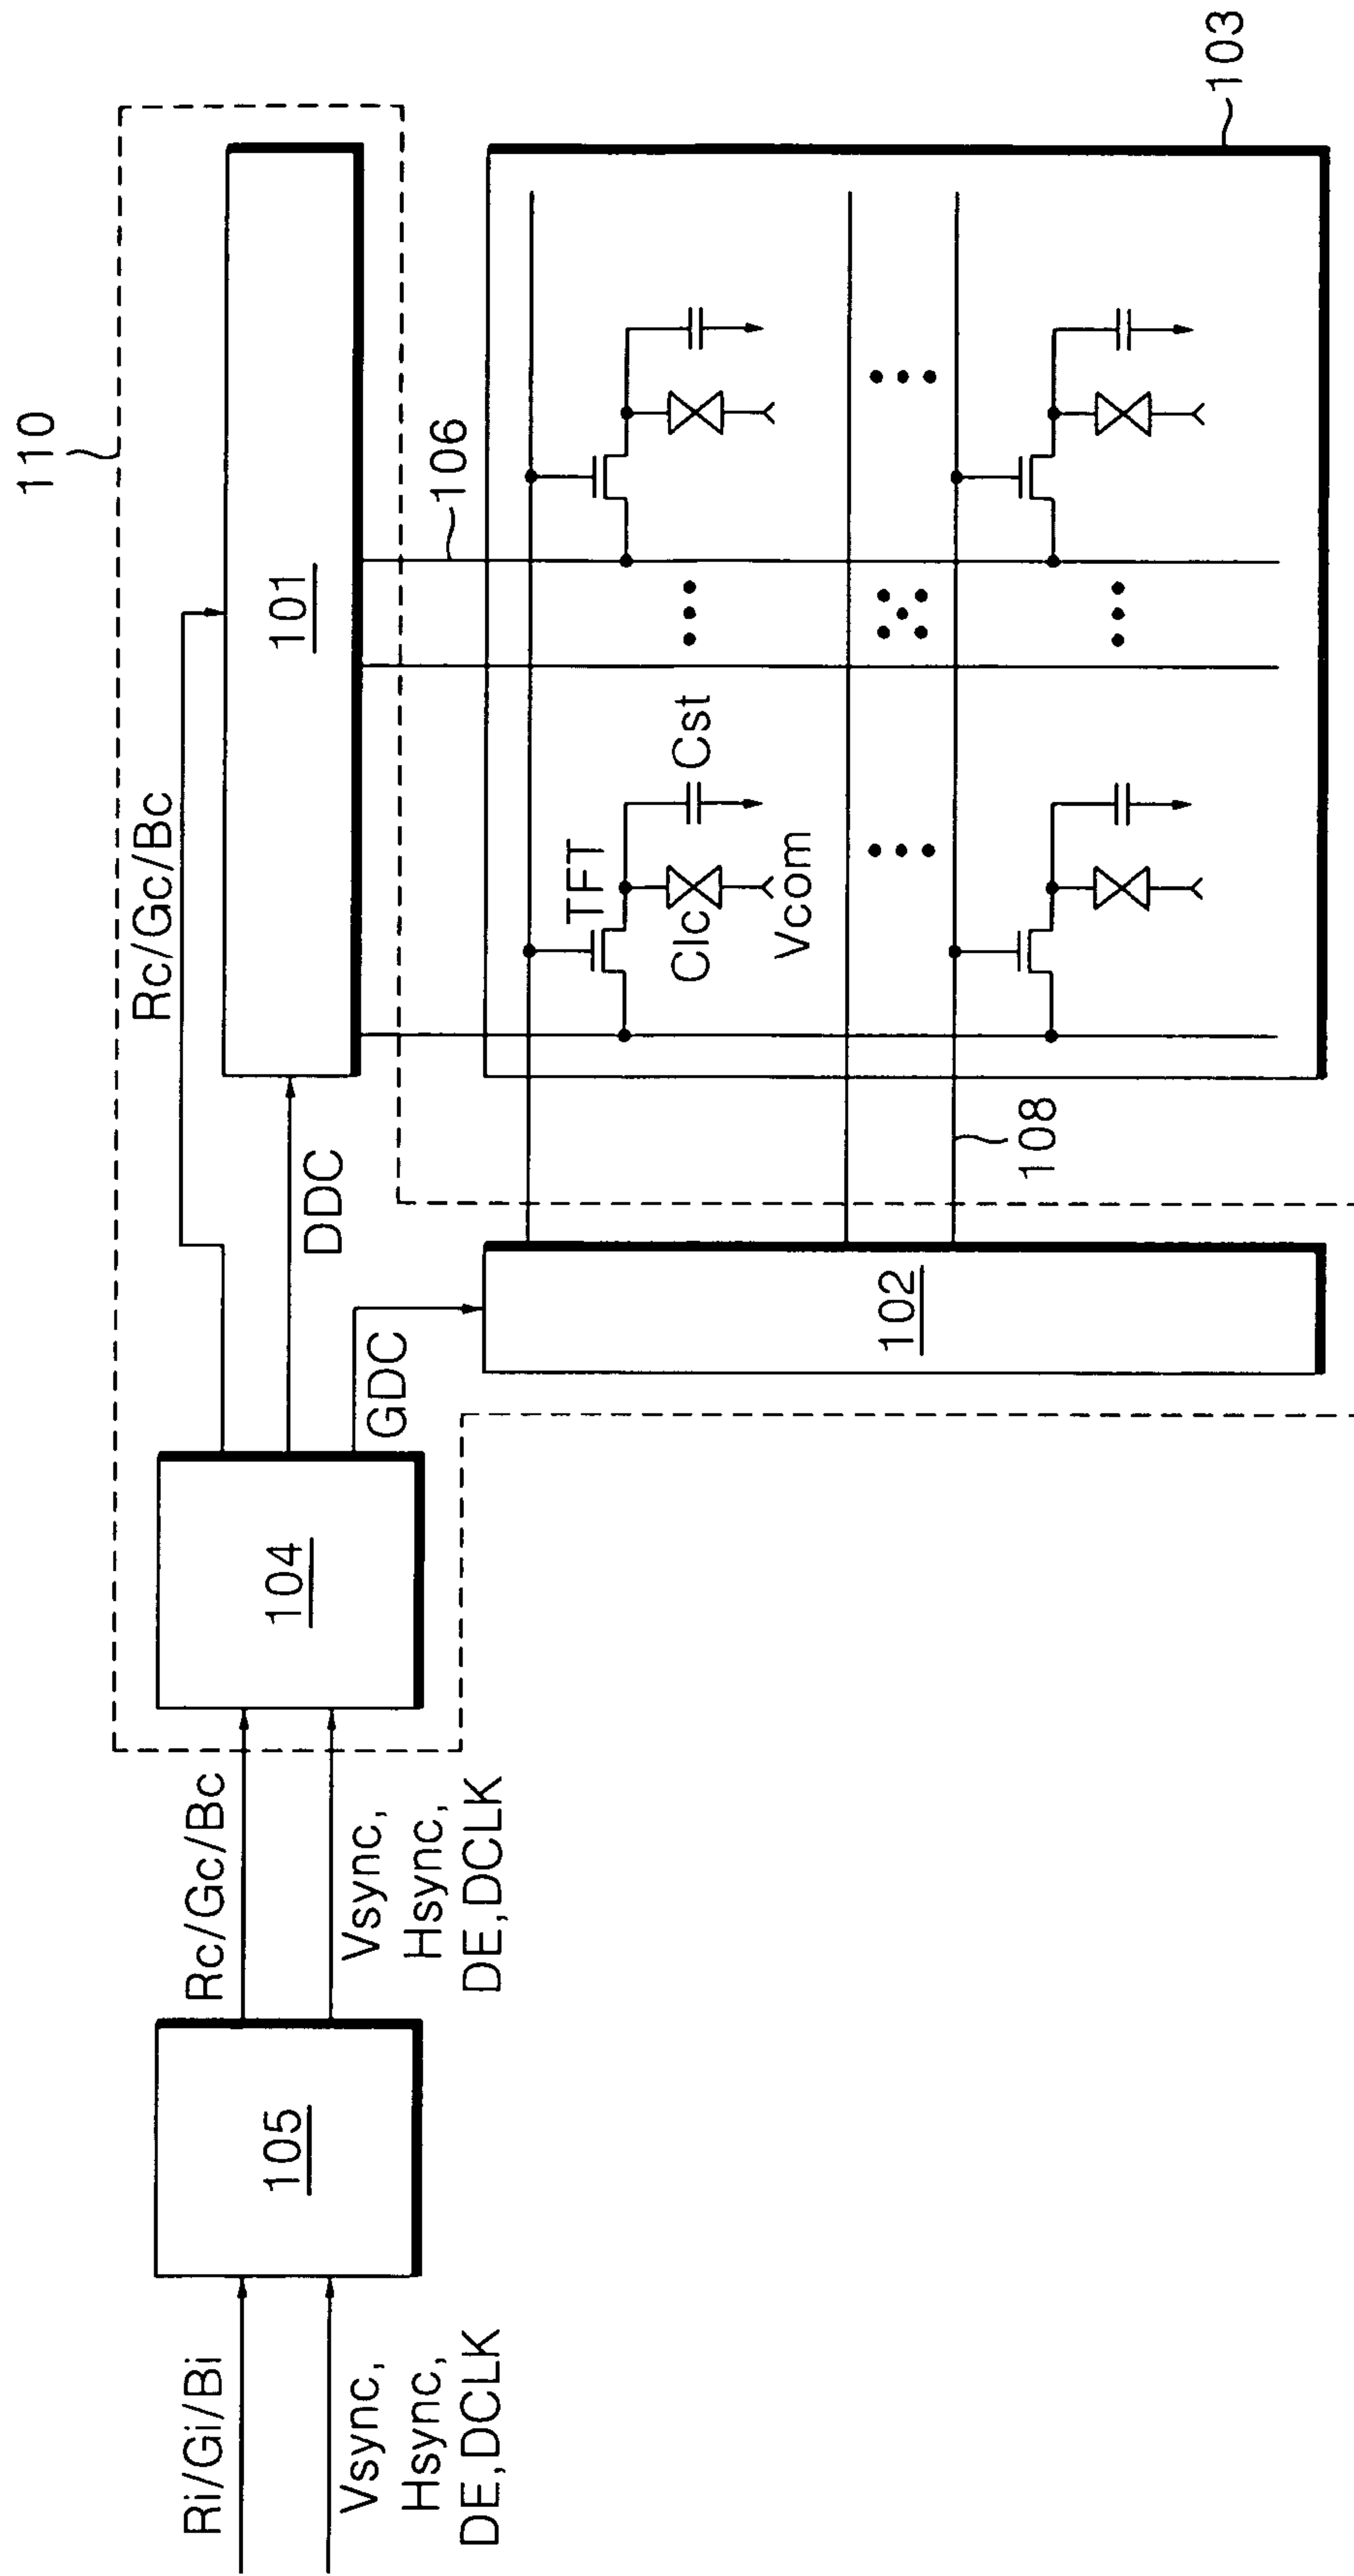 110
Rc/Gc/Bc
101
106
103
Ri/Gi/Bi
Vsync,
Hsync,
DE,DCLK
105
Rc/Gc/Bc
Vsync,
Hsync,
DE,DCLK
104
DDC
GDC
102
108
TFT
Clc
Cst
Vcom